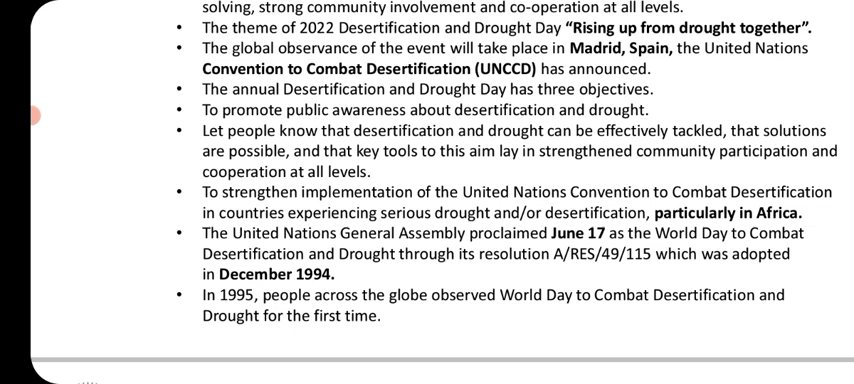 solving, strong community involvement and co-operation at all levels.
• The theme of 2022 Desertification and Drought Day “Rising up from drought together”.
• The global observance of the event will take place in Madrid, Spain, the United Nations
Convention to Combat Desertification (UNCCD) has announced.
• The annual Desertification and Drought Day has three objectives.
• To promote public awareness about desertification and drought.
• Let people know that desertification and drought can be effectively tackled, that solutions
are possible, and that key tools to this aim lay in strengthened community participation and
cooperation at all levels.
• To strengthen implementation of the United Nations Convention to Combat Desertification
in countries experiencing serious drought and/or desertification, particularly in Africa.
• The United Nations General Assembly proclaimed June 17 as the World Day to Combat
Desertification and Drought through its resolution A/RES/49/115 which was adopted
in December 1994.
• In 1995, people across the globe observed World Day to Combat Desertification and
Drought for the first time.